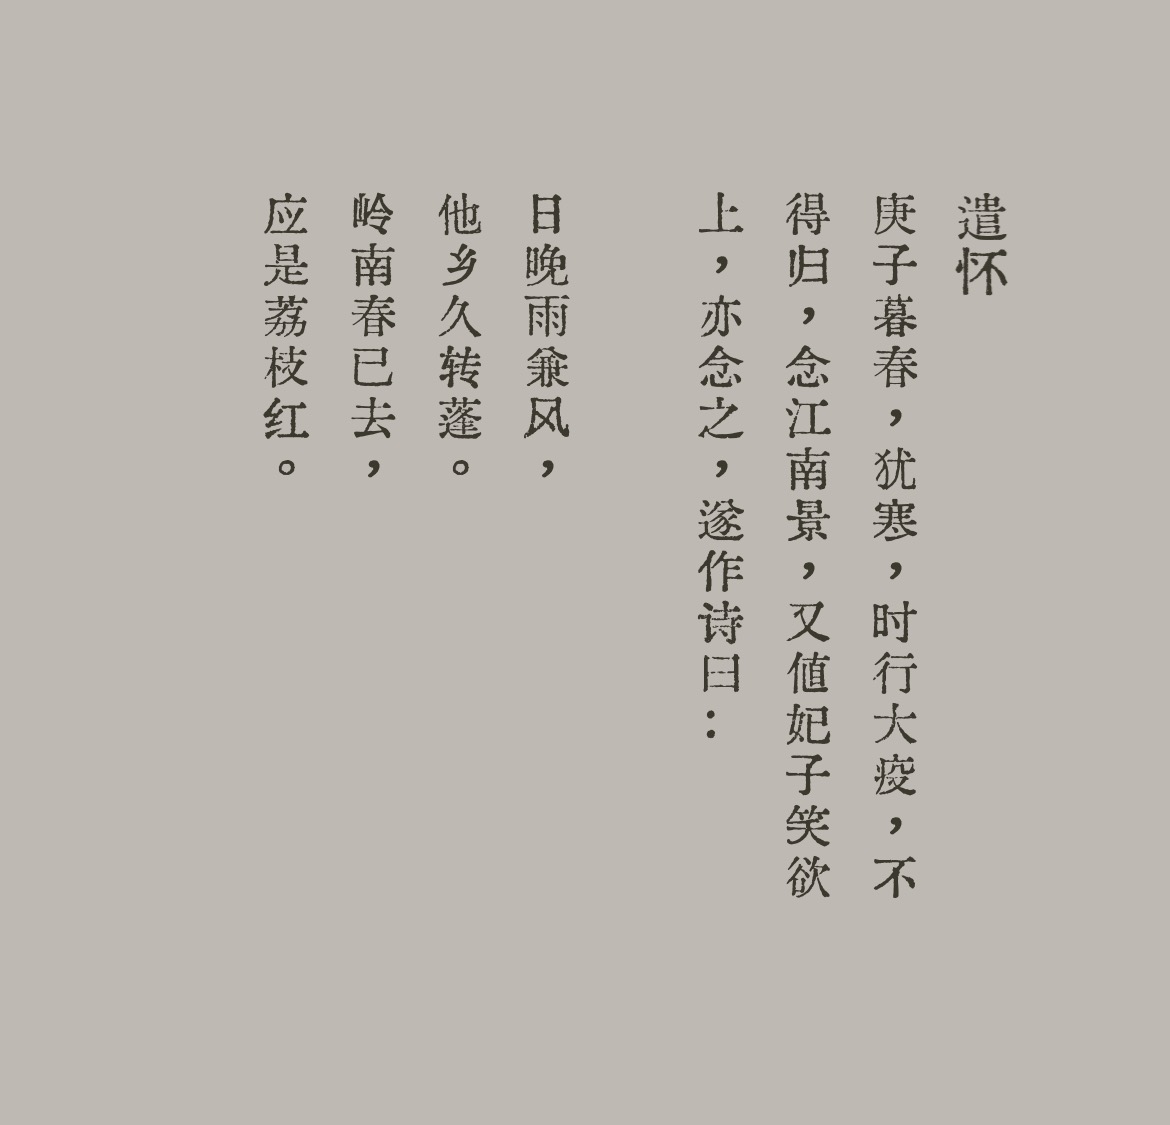 遣怀
庚子暮春，犹寒，时行大疫，不
得归，念江南景，又值妃子笑欲
上，亦念之，遂作诗曰：
日晚雨兼风，
他乡久转蓬。
岭南春已去，
应是荔枝红。